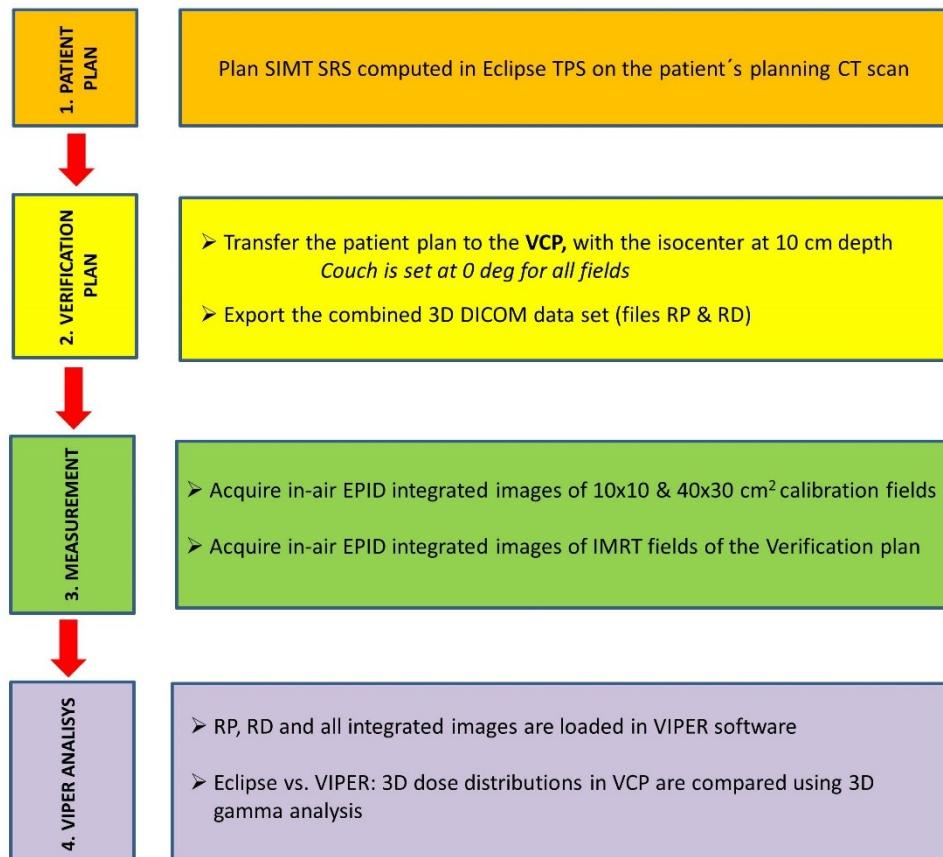 1. PATIENT
PLAN
Plan SIMT SRS computed in Eclipse TPS on the patient´s planning CT scan
2. VERIFICATION
PLAN
➢ Transfer the patient plan to the VCP, with the isocenter at 10 cm depth
Couch is set at 0 deg for all fields
➢ Export the combined 3D DICOM data set (files RP & RD)
3. MEASUREMENT
➢ Acquire in-air EPID integrated images of 10x10 & 40x30 cm² calibration fields
➢ Acquire in-air EPID integrated images of IMRT fields of the Verification plan
4. VIPER ANALISYS
➢ RP, RD and all integrated images are loaded in VIPER software
➢ Eclipse vs. VIPER: 3D dose distributions in VCP are compared using 3D
gamma analysis